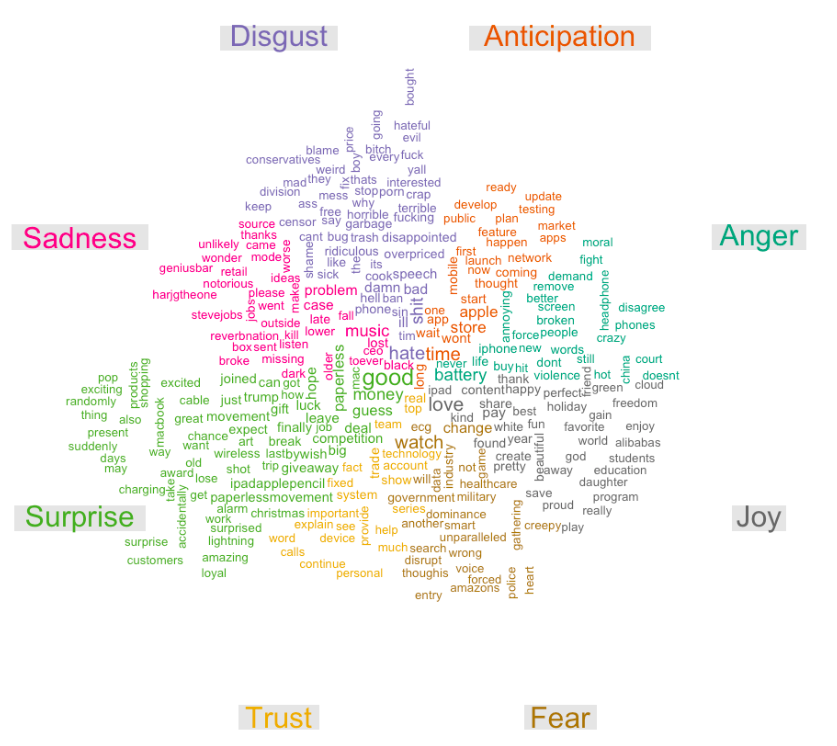 Disgust
Anticipation
bought
going
hateful
price
evil
blame
bitch
conservatives
boy
every
fuck
weird
yall
mad
they
fix
thats
interested
ready
division
mess
stop
porn
crap
update
keep
ass
why
terrible
develop
testing
free
horrible
fucking
public
plan
source
censor
say
garbage
market
Sadness
thanks
feature
apps
Anger
unlikely
came
worse
cant
bug
trash
disappointed
happen
moral
wonder
mode
shame
ridiculous
overpriced
first
network
fight
geniusbar
retail
ideas
like
the
its
mobile
launch
coming
demand
notorious
sick
cook
speech
now
thought
remove
headphone
harjgtheone
please
makes
problem
damn
bad
start
better
jobs
went
case
hell
ban
shit
annoying
screen
disagree
stevejobs
outside
late
fall
phone
sin
one
apple
broken
phones
reverbnation
kill
lower
music
ill
app
store
force
people
crazy
box
sent
listen
lost
tim
wait
wont
iphone
new
words
broke
missing
older
ceo
hate
time
never
life
dont
still
china
court
products
dark
toever
black
battery
buy
hit
violence
hot
doesnt
pop
shopping
excited
joined
can
got
hope
paperless
mac
good
long
thank
friend
green
cloud
exciting
money
ipad
content
happy
perfect
randomly
macbook
cable
just
trump
how
real
love
share
holiday
freedom
thing
also
great
movement
gift
luck
guess
top
kind
pay
best
gain
present
expect
leave
deal
team
ecg
change
white
fun
favorite
enjoy
suddenly
way
chance
finally
job
competition
watch
found
year
beautiful
world
alibabas
days
want
art
break
big
trade
technology
industry
game
create
god
students
may
old
wireless
lastbywish
account
data
not
pretty
away
education
award
shot
trip
giveaway
fact
show
will
healthcare
daughter
charging
take
lose
ipadapplepencil
fixed
government
military
save
program
get
paperlessmovement
system
series
dominance
gathering
proud
really
Surprise
accidentally
alarm
christmas
important
provide
another
smart
creepy
play
Joy
work
surprised
explain
see
help
unparalleled
surprise
lightning
word
device
much
search
wrong
customers
amazing
calls
disrupt
voice
loyal
continue
thoughis
forced
police
heart
personal
amazons
entry
Trust
Fear